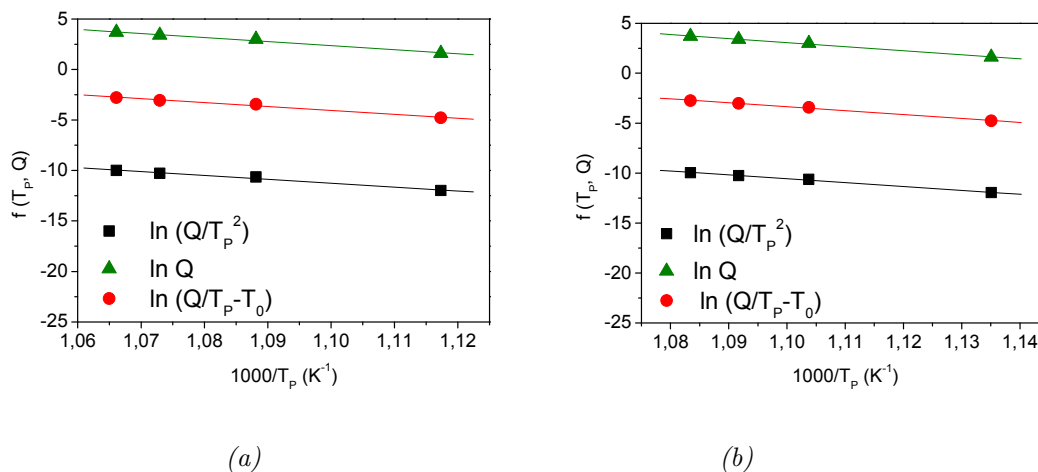 5
0
-5
-10
-15
-20
-25
f (T_P, Q)
ln (Q/T_P^2)
ln Q
ln (Q/T_P-T_0)
1,06 1,07 1,08 1,09 1,10 1,11 1,12
1000/T_P (K^-1)
(a)
5
0
-5
-10
-15
-20
-25
f (T_P, Q)
ln (Q/T_P^2)
ln Q
ln (Q/T_P-T_0)
1,08 1,09 1,10 1,11 1,12 1,13 1,14
1000/T_P (K^-1)
(b)